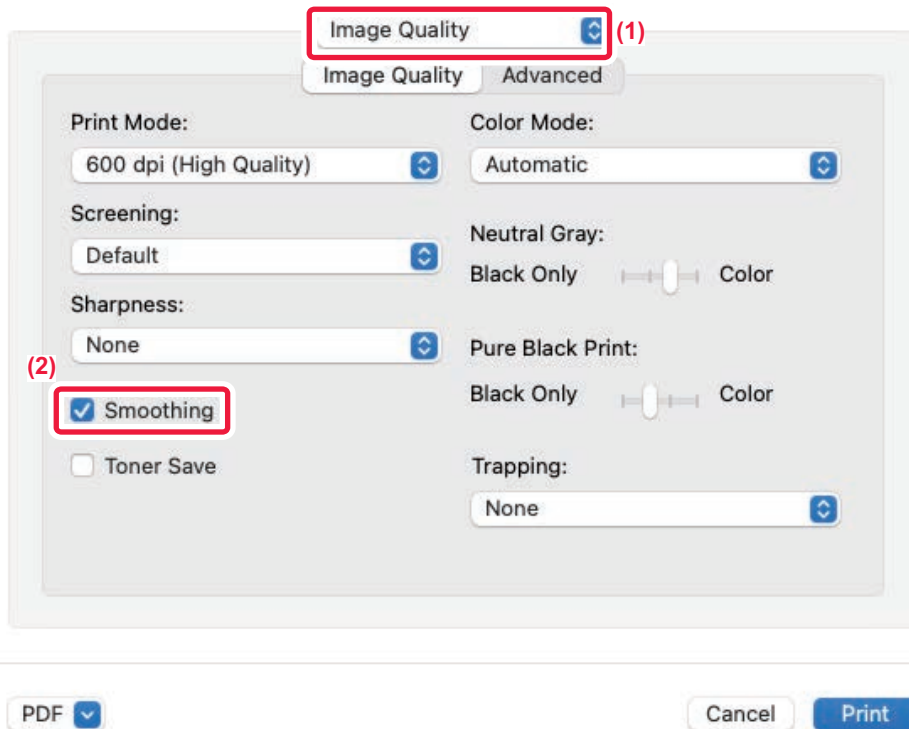 Image Quality
(1)
Image Quality
Advanced
Print Mode:
600 dpi (High Quality)
Screening:
Default
Sharpness:
None
(2)
Smoothing
Toner Save
Color Mode:
Automatic
Neutral Gray:
Black Only
Color
Pure Black Print:
Black Only
Color
Trapping:
None
PDF
Cancel
Print